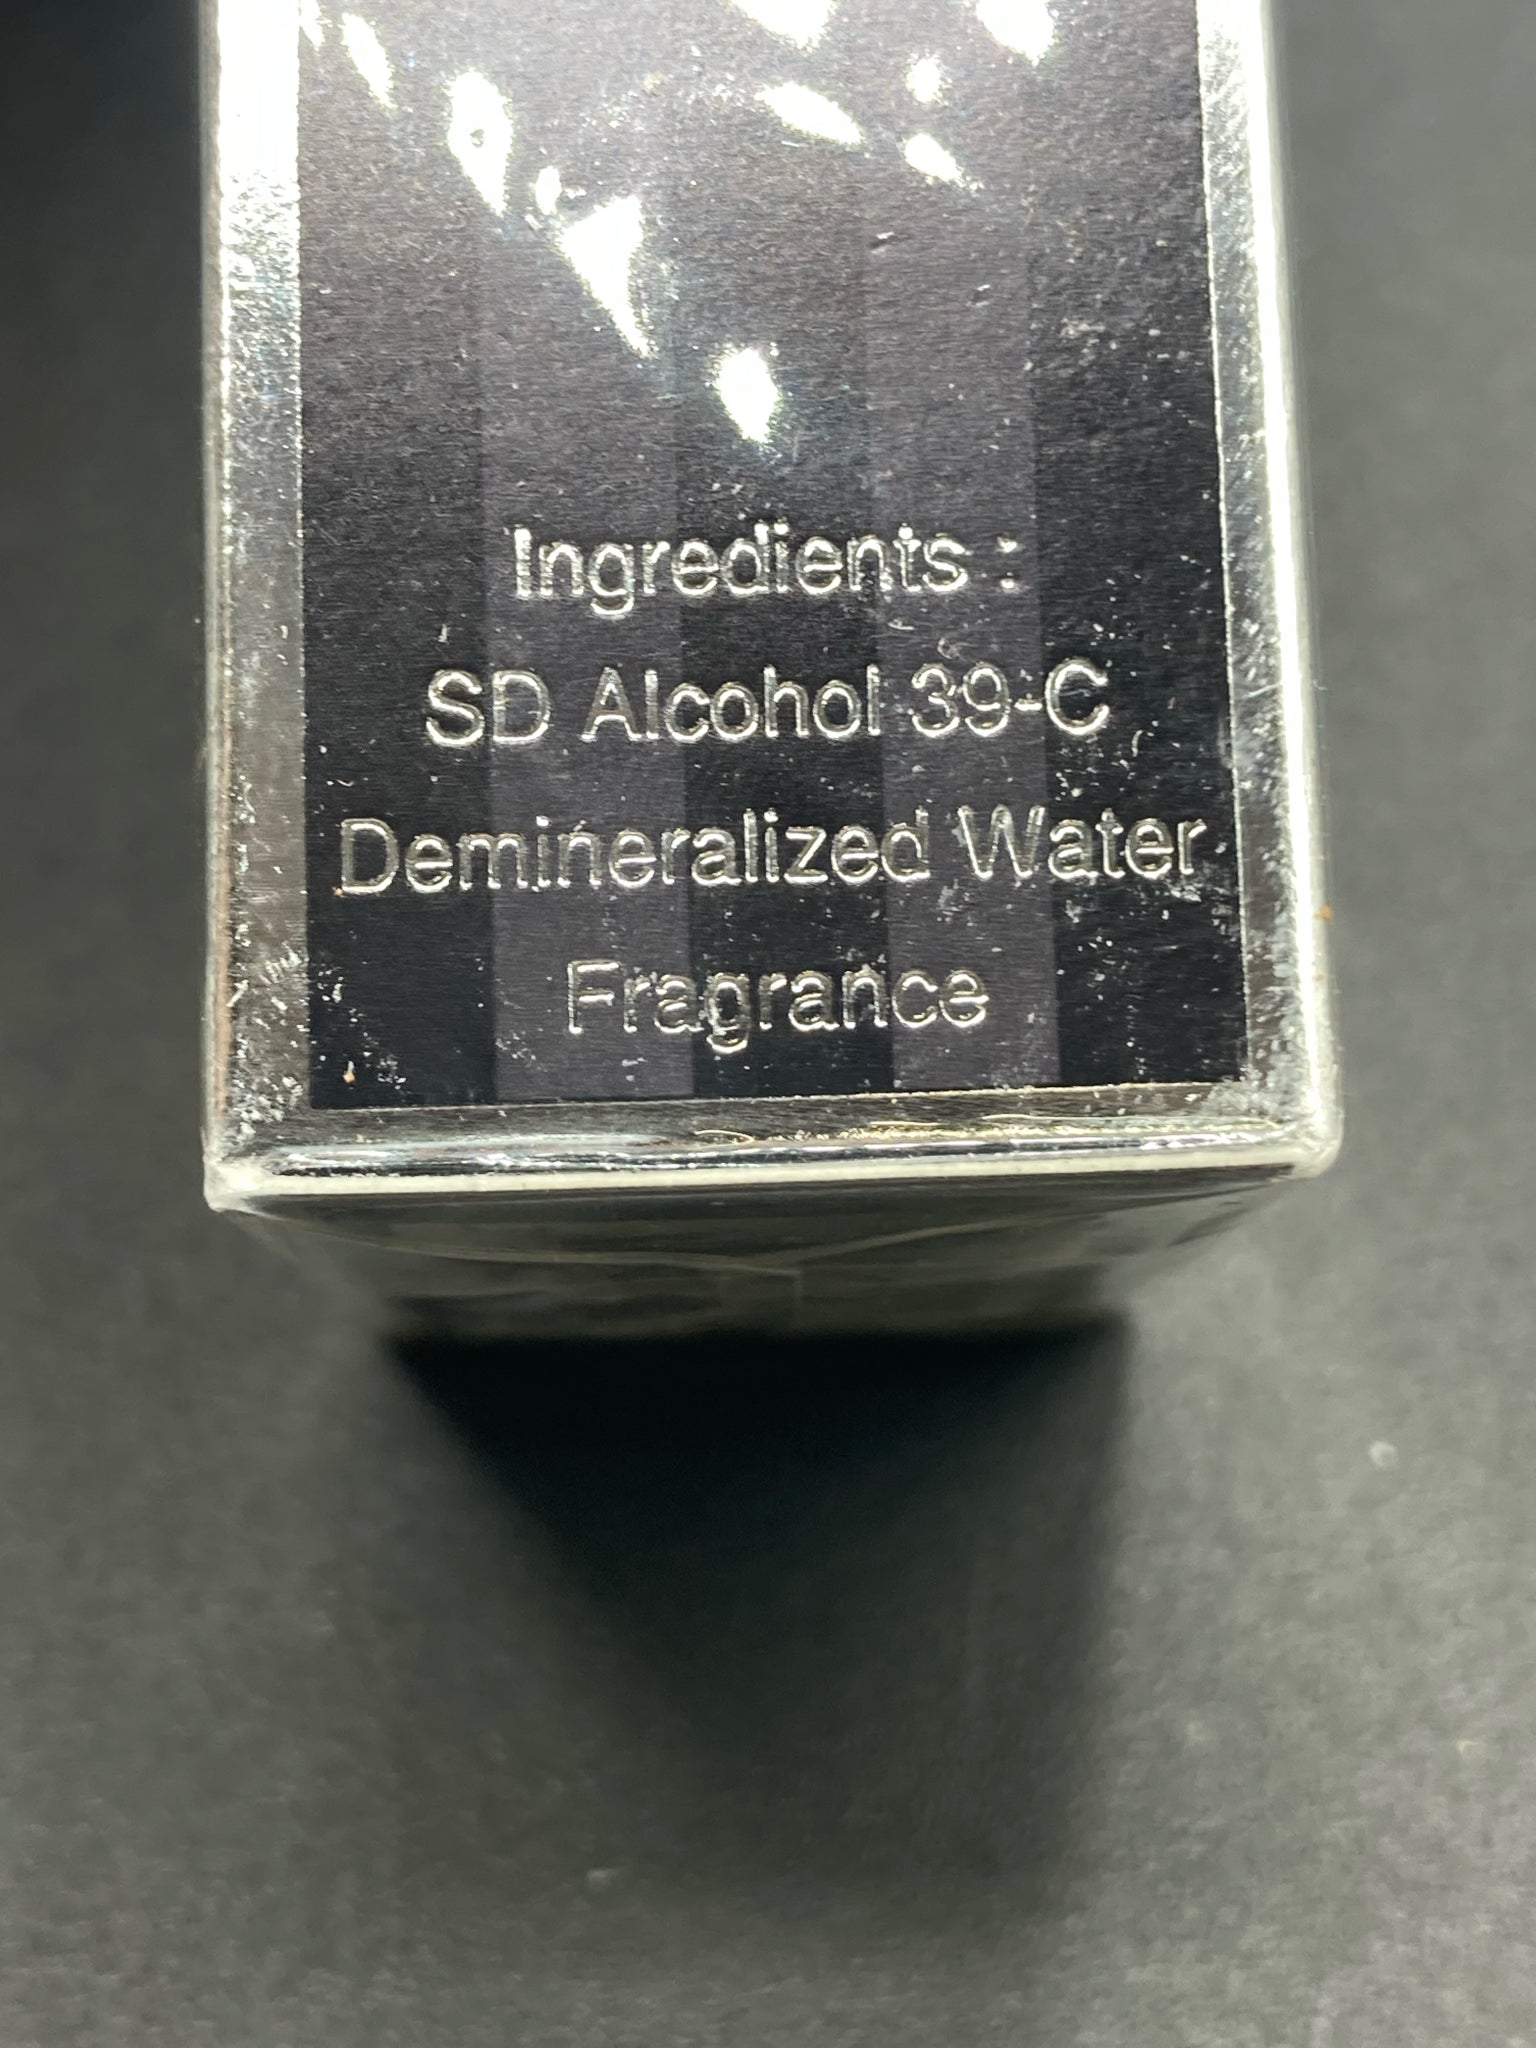 Ingredients :
SD Alcohol 39-C
Demineralized Water
Fragrance